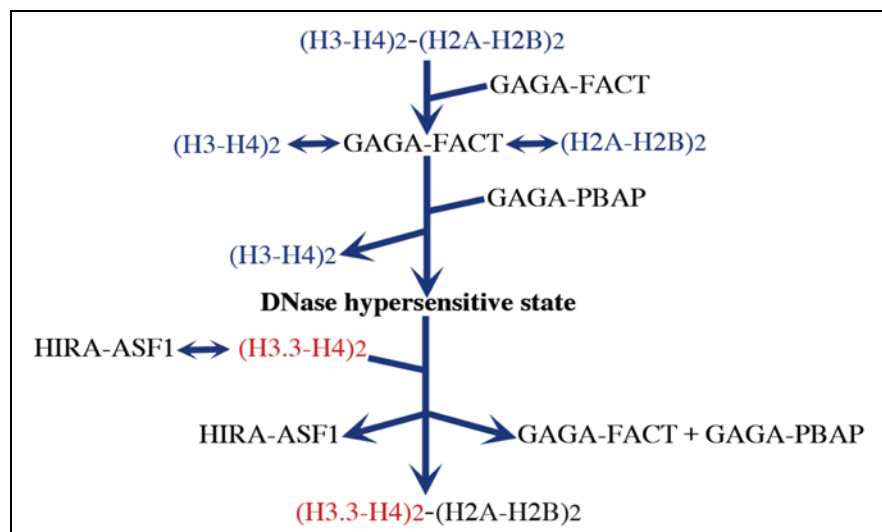 (H3-H4)2-(H2A-H2B)2
GAGA-FACT
(H3-H4)2 GAGA-FACT (H2A-H2B)2
GAGA-PBAP
(H3-H4)2
DNase hypersensitive state
HIRA-ASF1 (H3.3-H4)2
HIRA-ASF1 GAGA-FACT + GAGA-PBAP
(H3.3-H4)2-(H2A-H2B)2